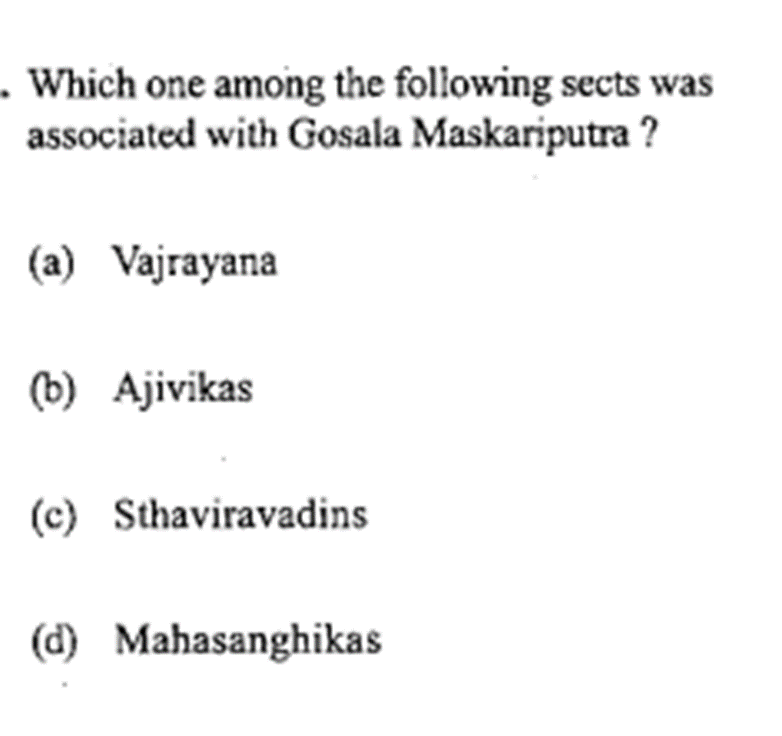 . Which one among the following sects was
associated with Gosala Maskariputra ?
(a) Vajrayana
(b) Ajivikas
(c) Sthaviravadins
(d) Mahasanghikas